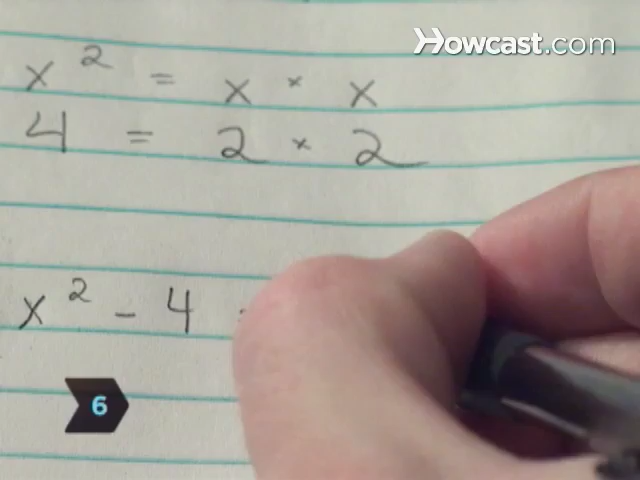 Howcast.com
x² = x × x
4 = 2 × 2
x² - 4
6